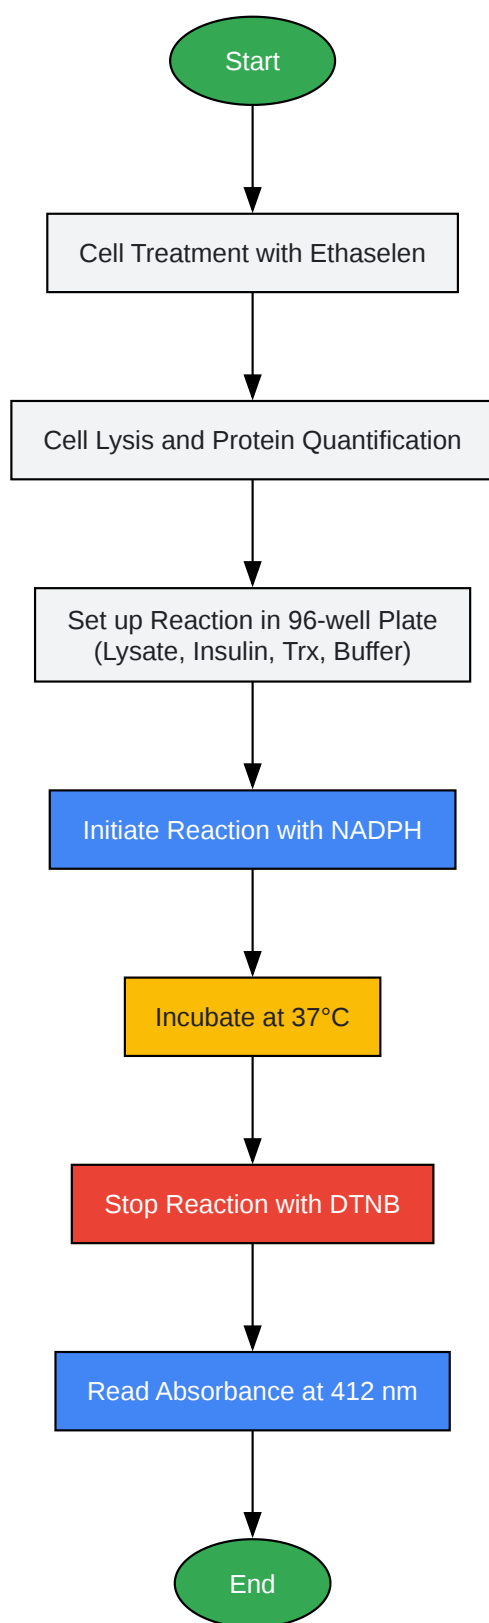 Start
Cell Treatment with Ethaselen
Cell Lysis and Protein Quantification
Set up Reaction in 96-well Plate
(Lysate, Insulin, Trx, Buffer)
Initiate Reaction with NADPH
Incubate at 37°C
Stop Reaction with DTNB
Read Absorbance at 412 nm
End